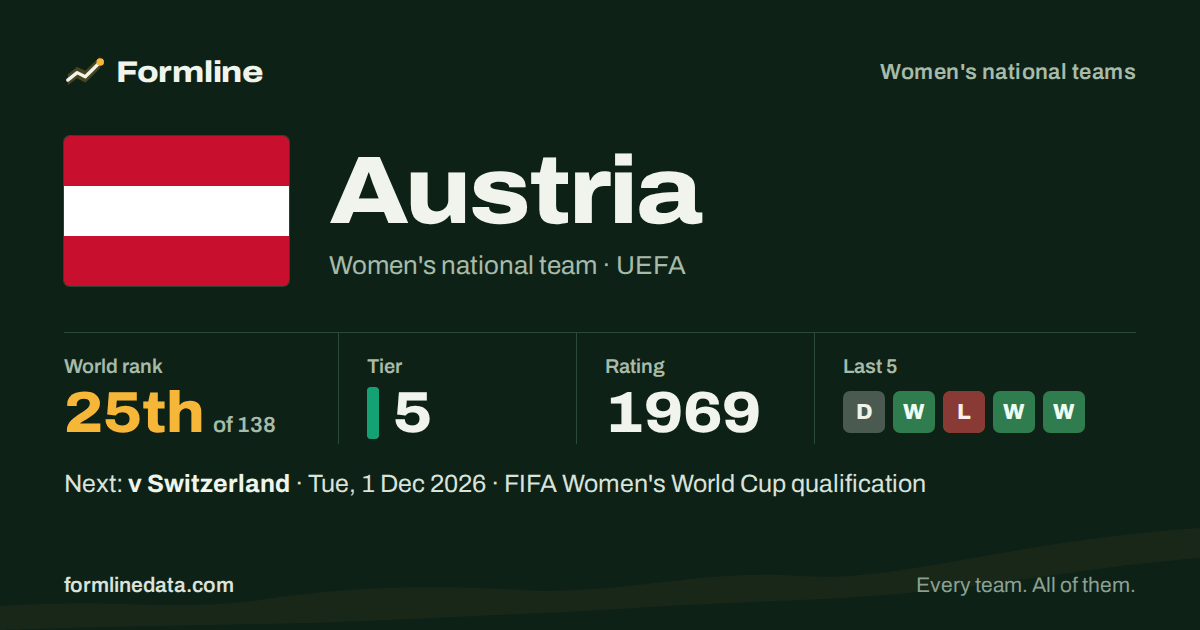 Formline
Women's national teams
Austria
Women's national team · UEFA
World rank
25th of 138
Tier
5
Rating
1969
Last 5
D W L W W
Next: v Switzerland · Tue, 1 Dec 2026 · FIFA Women's World Cup qualification
formlinedata.com
Every team. All of them.